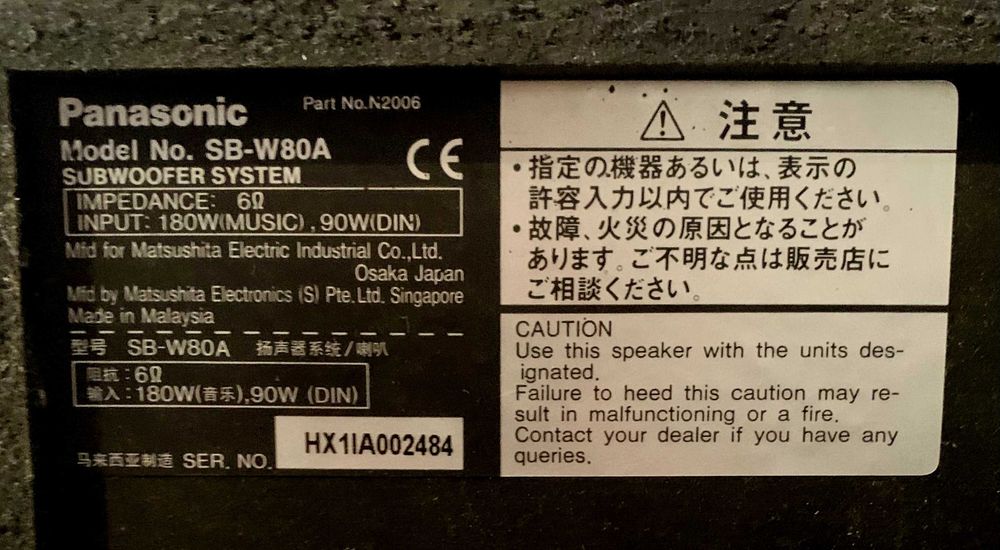 Panasonic
Part No.N2006
Model No. SB-W80A
SUBWOOFER SYSTEM
CE
IMPEDANCE: 6Ω
INPUT: 180W(MUSIC), 90W(DIN)
Mfd for Matsushita Electric Industrial Co.,Ltd.
Osaka Japan
Mfd by Matsushita Electronics (S) Pte.Ltd. Singapore
Made in Malaysia
型号 SB-W80A 扬声器系统/喇叭
阻抗:6Ω
输入:180W(音乐),90W (DIN)
马来西亚制造 SER. NO.
HX1IA002484
注意
・指定の機器あるいは、表示の
許容入力以内でご使用ください。
・故障、火災の原因となることが
あります。ご不明な点は販売店に
ご相談ください。
CAUTION
Use this speaker with the units des-
ignated.
Failure to heed this caution may re-
sult in malfunctioning or a fire.
Contact your dealer if you have any
queries.